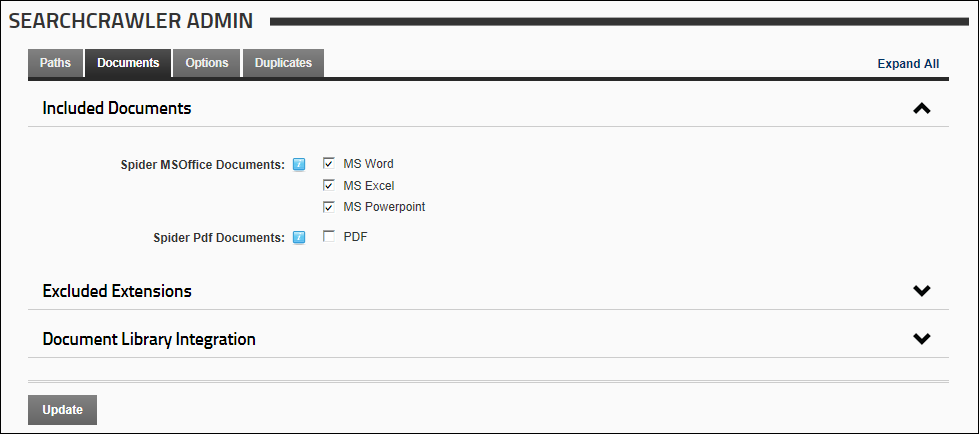 SEARCHCRAWLER ADMIN
Paths Documents Options Duplicates Expand All
Included Documents
Spider MSOffice Documents: MS Word
MS Excel
MS Powerpoint
Spider Pdf Documents: PDF
Excluded Extensions
Document Library Integration
Update